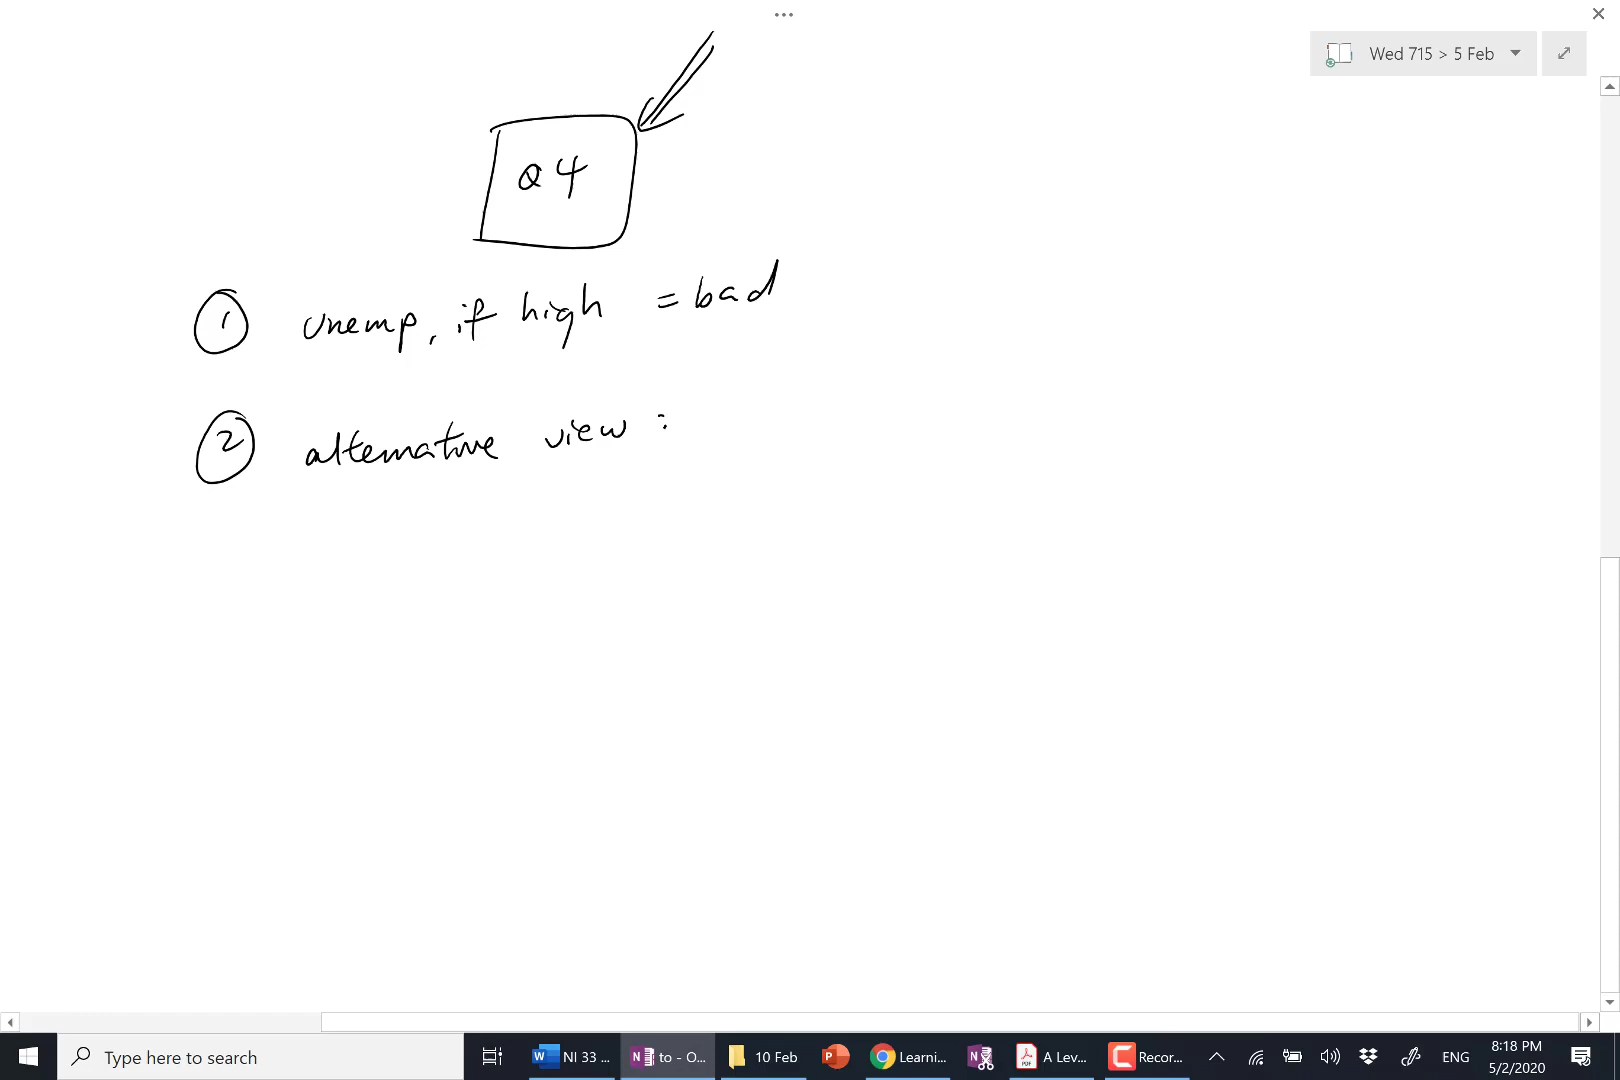 Wed 715 > 5 Feb
Q4
1 unemp, if high = bad
2 alternative view :
Type here to search
NI 33 ...
to - O...
10 Feb
Learni...
A Lev...
Recor...
ENG
8:18 PM
5/2/2020